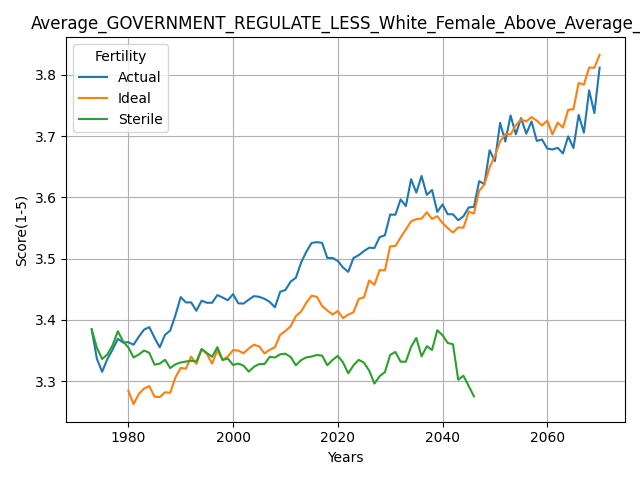 Average_GOVERNMENT_REGULATE_LESS_White_Female_Above_Average_
Fertility
Actual
Ideal
Sterile
Score(1-5)
3.8
3.7
3.6
3.5
3.4
3.3
1980 2000 2020 2040 2060
Years